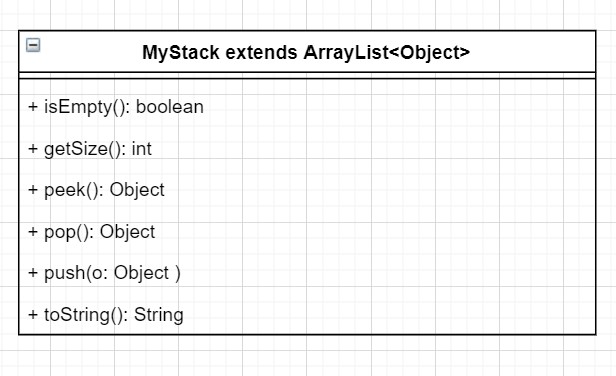 MyStack extends ArrayList<Object>
+ isEmpty(): boolean
+ getSize(): int
+ peek(): Object
+ pop(): Object
+ push(o: Object )
+ toString(): String